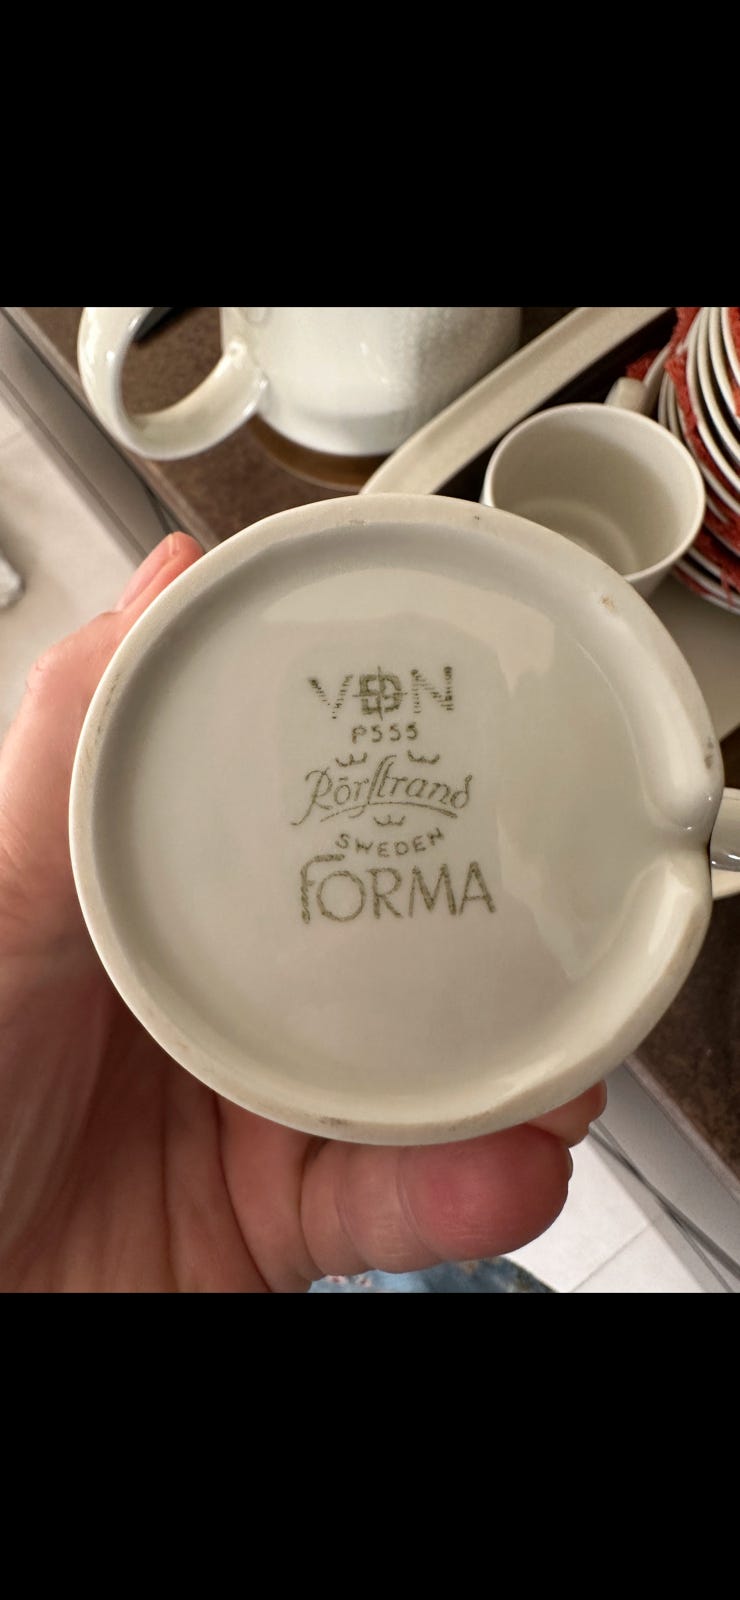 VDN
P555
Rörstrand
SWEDEN
FORMA